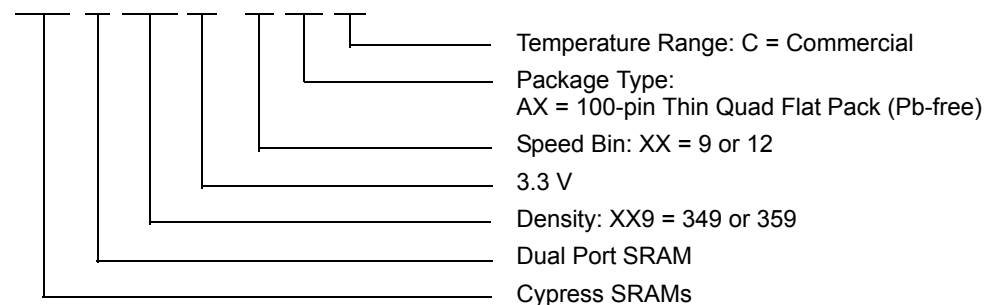 Temperature Range: C = Commercial
Package Type:
AX = 100-pin Thin Quad Flat Pack (Pb-free)
Speed Bin: XX = 9 or 12
3.3 V
Density: XX9 = 349 or 359
Dual Port SRAM
Cypress SRAMs